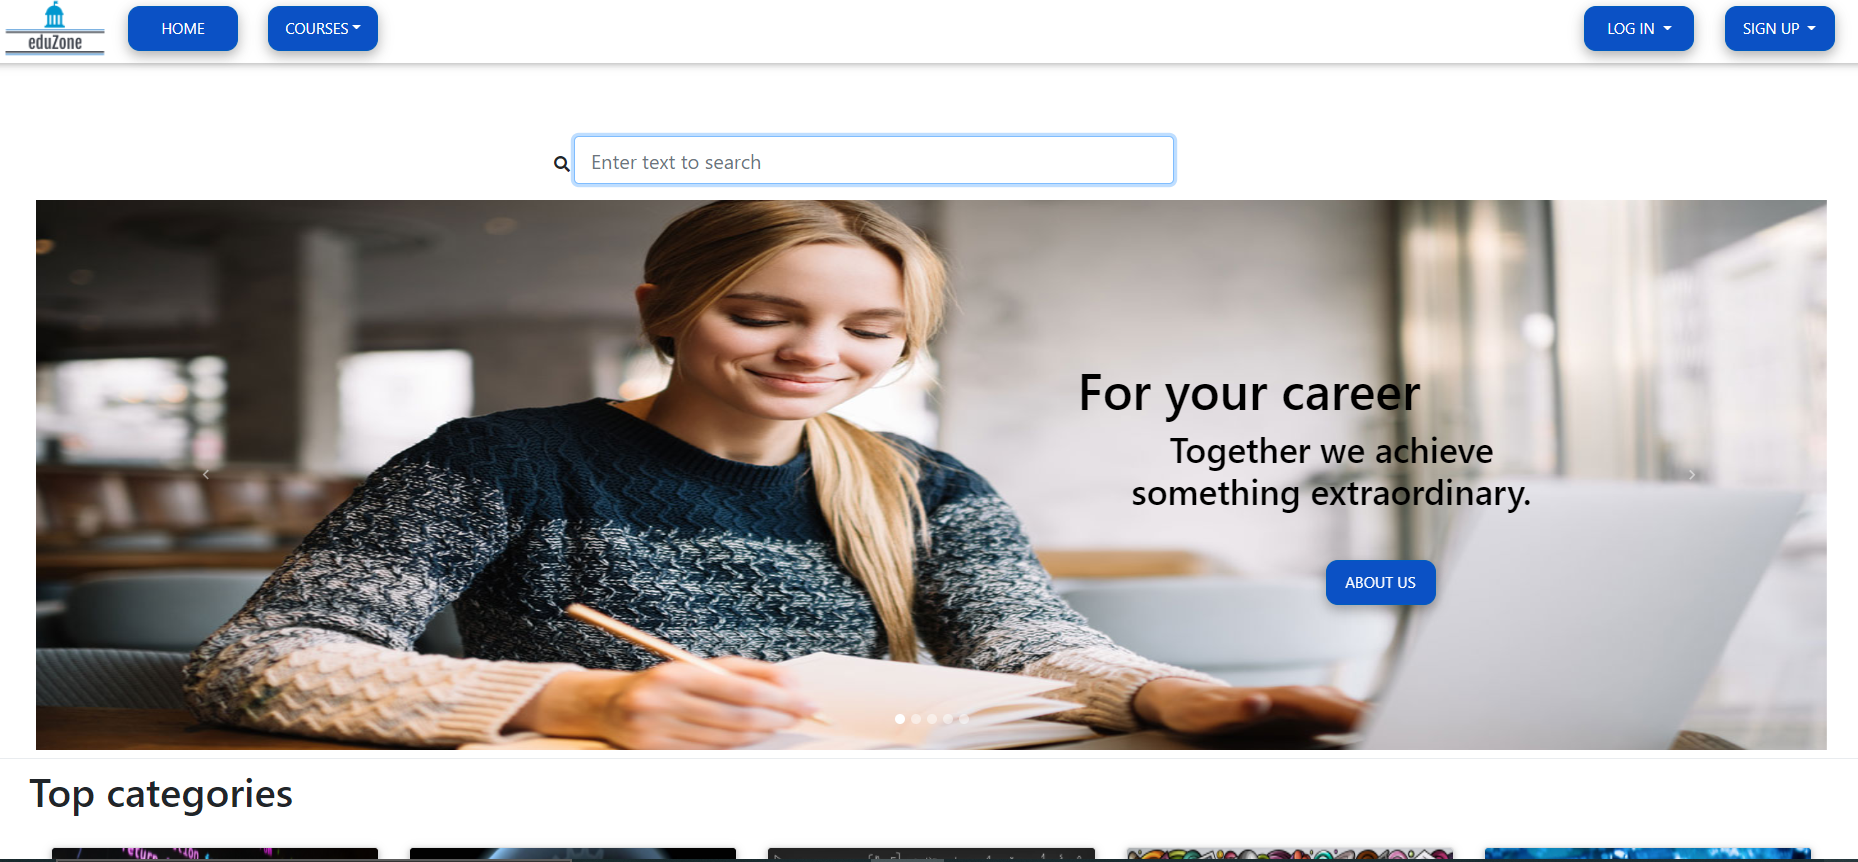 eduZone
HOME
COURSES
LOG IN
SIGN UP
Enter text to search
For your career
Together we achieve
something extraordinary.
ABOUT US
Top categories